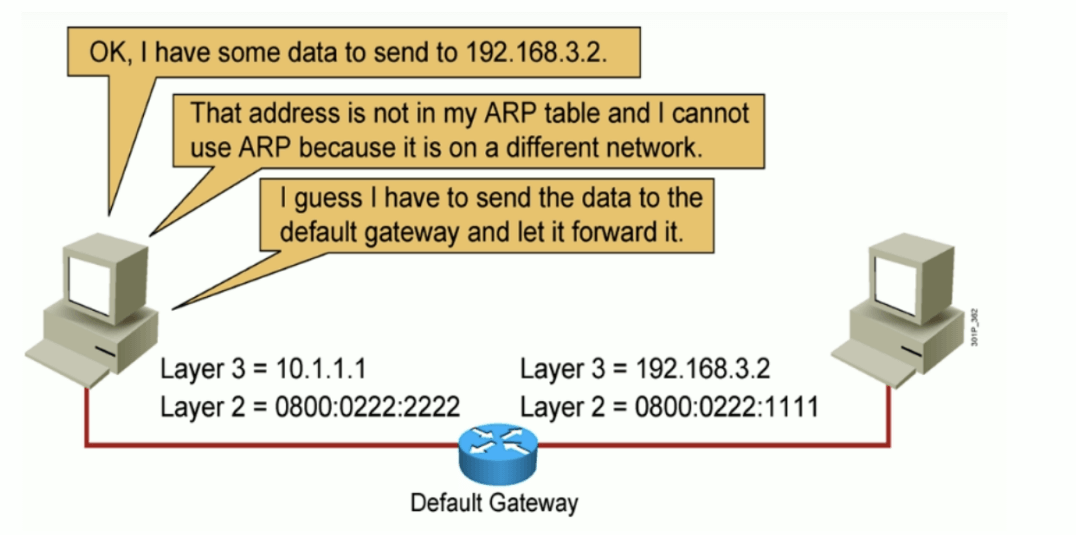 OK, I have some data to send to 192.168.3.2.
That address is not in my ARP table and I cannot
use ARP because it is on a different network.
I guess I have to send the data to the
default gateway and let it forward it.
301P_362
Layer 3 = 10.1.1.1
Layer 2 = 0800:0222:2222
Layer 3 = 192.168.3.2
Layer 2 = 0800:0222:1111
Default Gateway